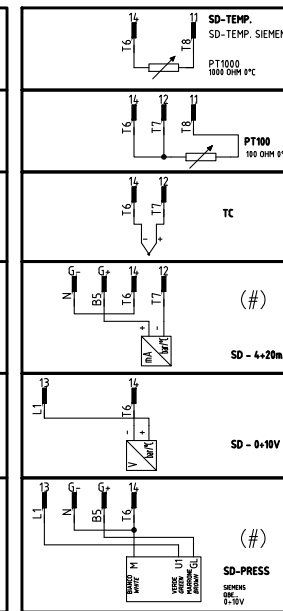 14 11 SD-TEMP.
SD-TEMP. SIEMEN
T6 T8
PT1000
1000 OHM 0°C
14 12 11
T6 T7 T8
PT100
100 OHM 0°
14 12
T6 T7
TC
- +
G- G+ 14 12
N B5 T6 T7
(#)
+ -
mA bar/°C
SD - 4÷20m
13 14
L1 T6
- +
V bar/°C
SD - 0÷10V
13 G- G+ 14
L1 N B5 T6
(#)
M U1 GL
BIANCO
WHITE
VERDE
GREEN
MARRONE
BROWN
SD-PRESS
SIEMENS
QBE...
0÷10V